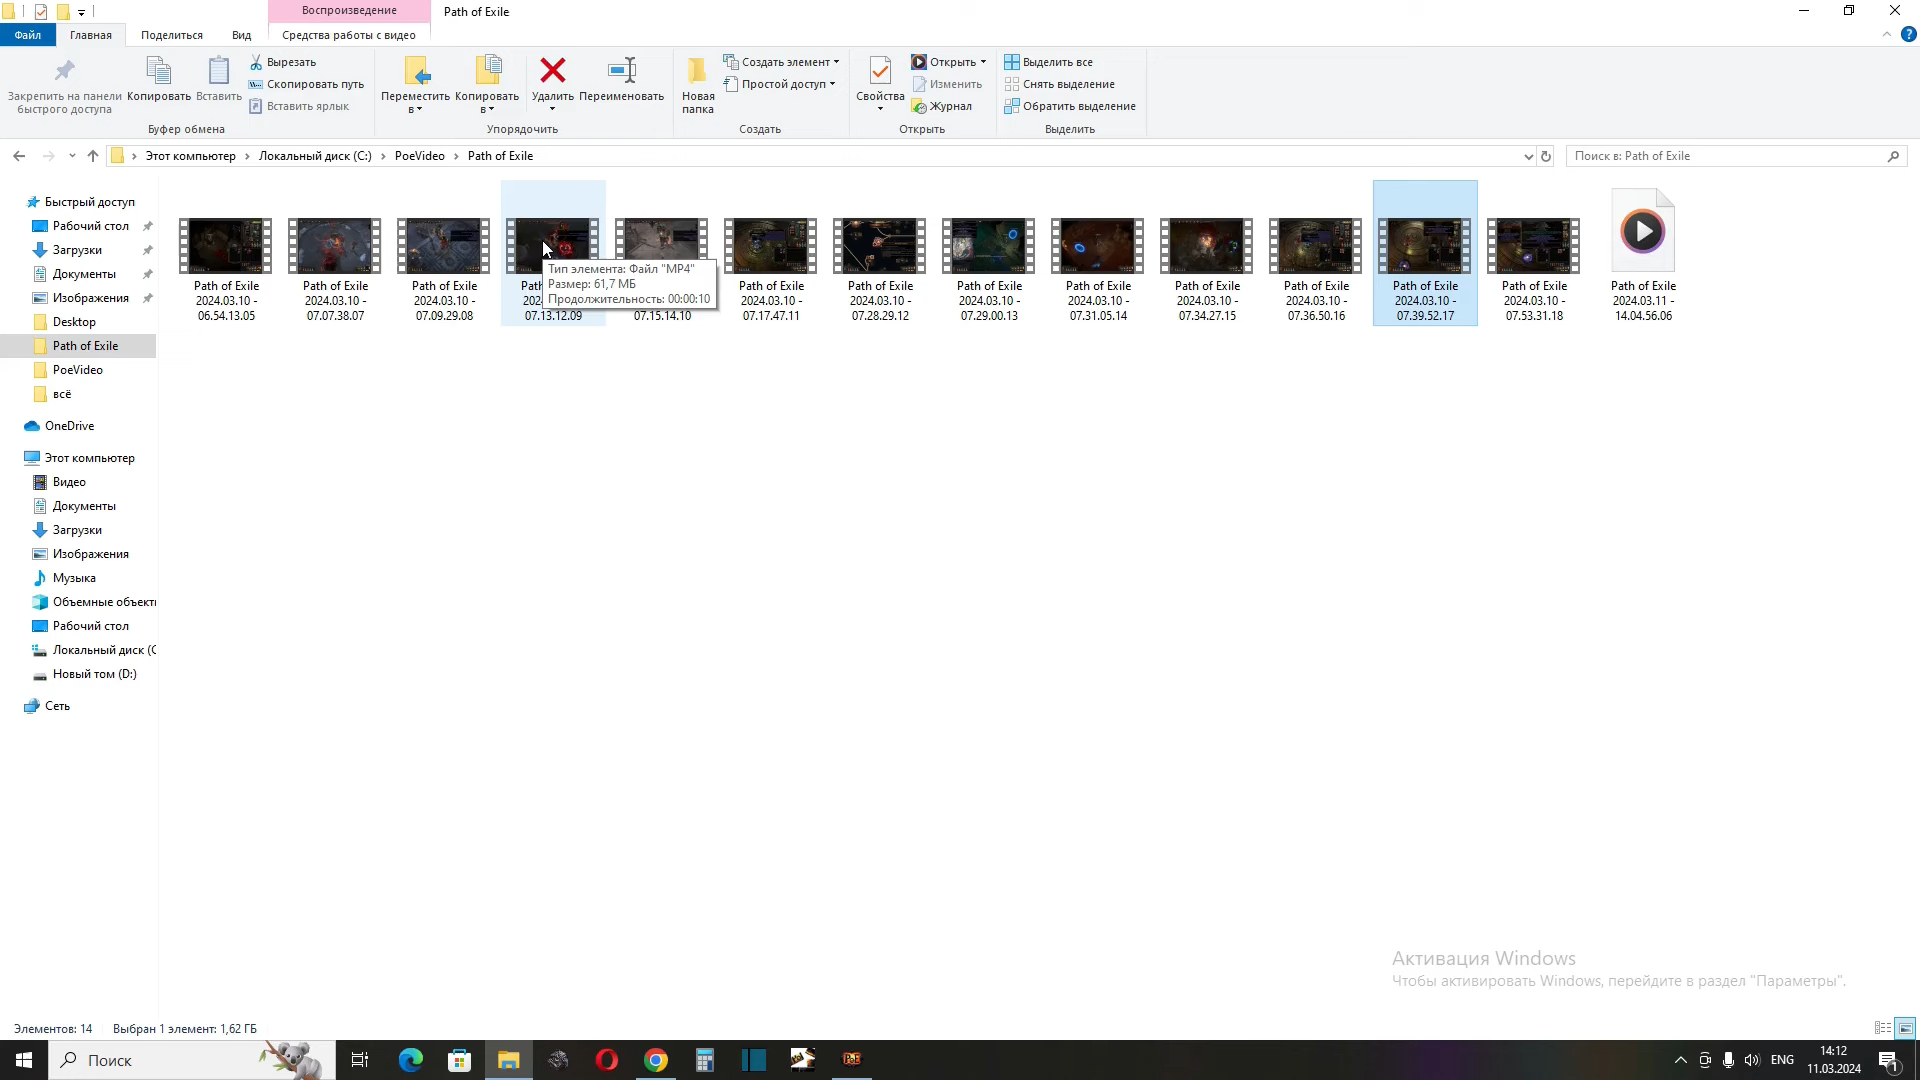 Воспроизведение
Path of Exile
Файл
Главная
Поделиться
Вид
Средства работы с видео
Закрепить на панели
быстрого доступа
Копировать
Вставить
Вырезать
Скопировать путь
Вставить ярлык
Буфер обмена
Переместить
в
Копировать
в
Удалить
Переименовать
Упорядочить
Новая
папка
Создать элемент
Простой доступ
Создать
Свойства
Открыть
Изменить
Журнал
Открыть
Выделить все
Снять выделение
Обратить выделение
Выделить
Этот компьютер > Локальный диск (C:) > PoeVideo > Path of Exile
Поиск в: Path of Exile
Быстрый доступ
Рабочий стол
Загрузки
Документы
Изображения
Desktop
Path of Exile
PoeVideo
всё
OneDrive
Этот компьютер
Видео
Документы
Загрузки
Изображения
Музыка
Объемные объекты
Рабочий стол
Локальный диск (C
Новый том (D:)
Сеть
Path of Exile
2024.03.10 -
06.54.13.05
Path of Exile
2024.03.10 -
07.07.38.07
Path of Exile
2024.03.10 -
07.09.29.08
Path
202
07.13.12.09
Тип элемента: Файл "MP4"
Размер: 61,7 МБ
Продолжительность: 00:00:10
07.15.14.10
Path of Exile
2024.03.10 -
07.17.47.11
Path of Exile
2024.03.10 -
07.28.29.12
Path of Exile
2024.03.10 -
07.29.00.13
Path of Exile
2024.03.10 -
07.31.05.14
Path of Exile
2024.03.10 -
07.34.27.15
Path of Exile
2024.03.10 -
07.36.50.16
Path of Exile
2024.03.10 -
07.39.52.17
Path of Exile
2024.03.10 -
07.53.31.18
Path of Exile
2024.03.11 -
14.04.56.06
Активация Windows
Чтобы активировать Windows, перейдите в раздел "Параметры".
Элементов: 14
Выбран 1 элемент: 1,62 ГБ
Поиск
ENG
14:12
11.03.2024
1